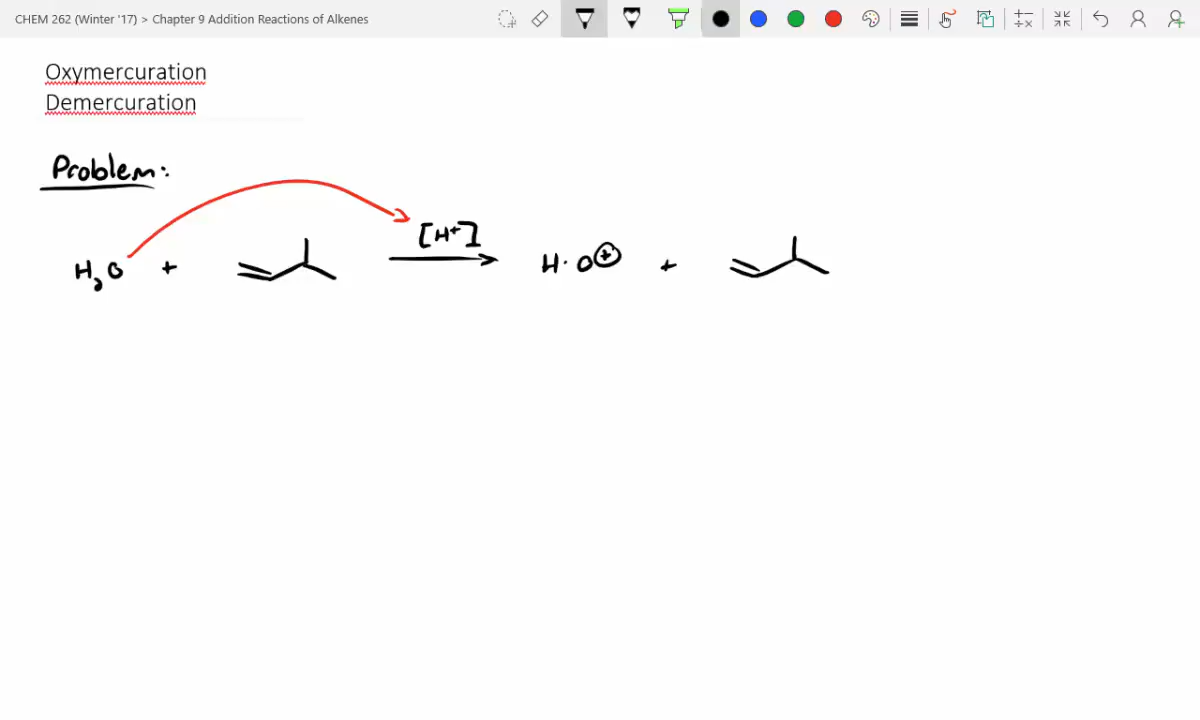 CHEM 262 (Winter '17) > Chapter 9 Addition Reactions of Alkenes
Oxymercuration
Demercuration
Problem:
H₂O + [H⁺] H·O⊕ +